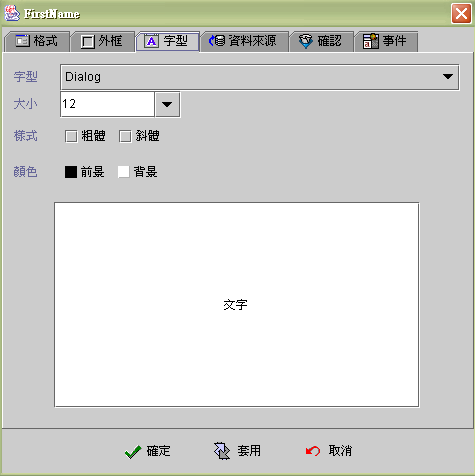 FirstName
格式 外框 字型 資料來源 確認 事件
字型 Dialog
大小 12
樣式 粗體 斜體
顏色 前景 背景
文字
確定 套用 取消